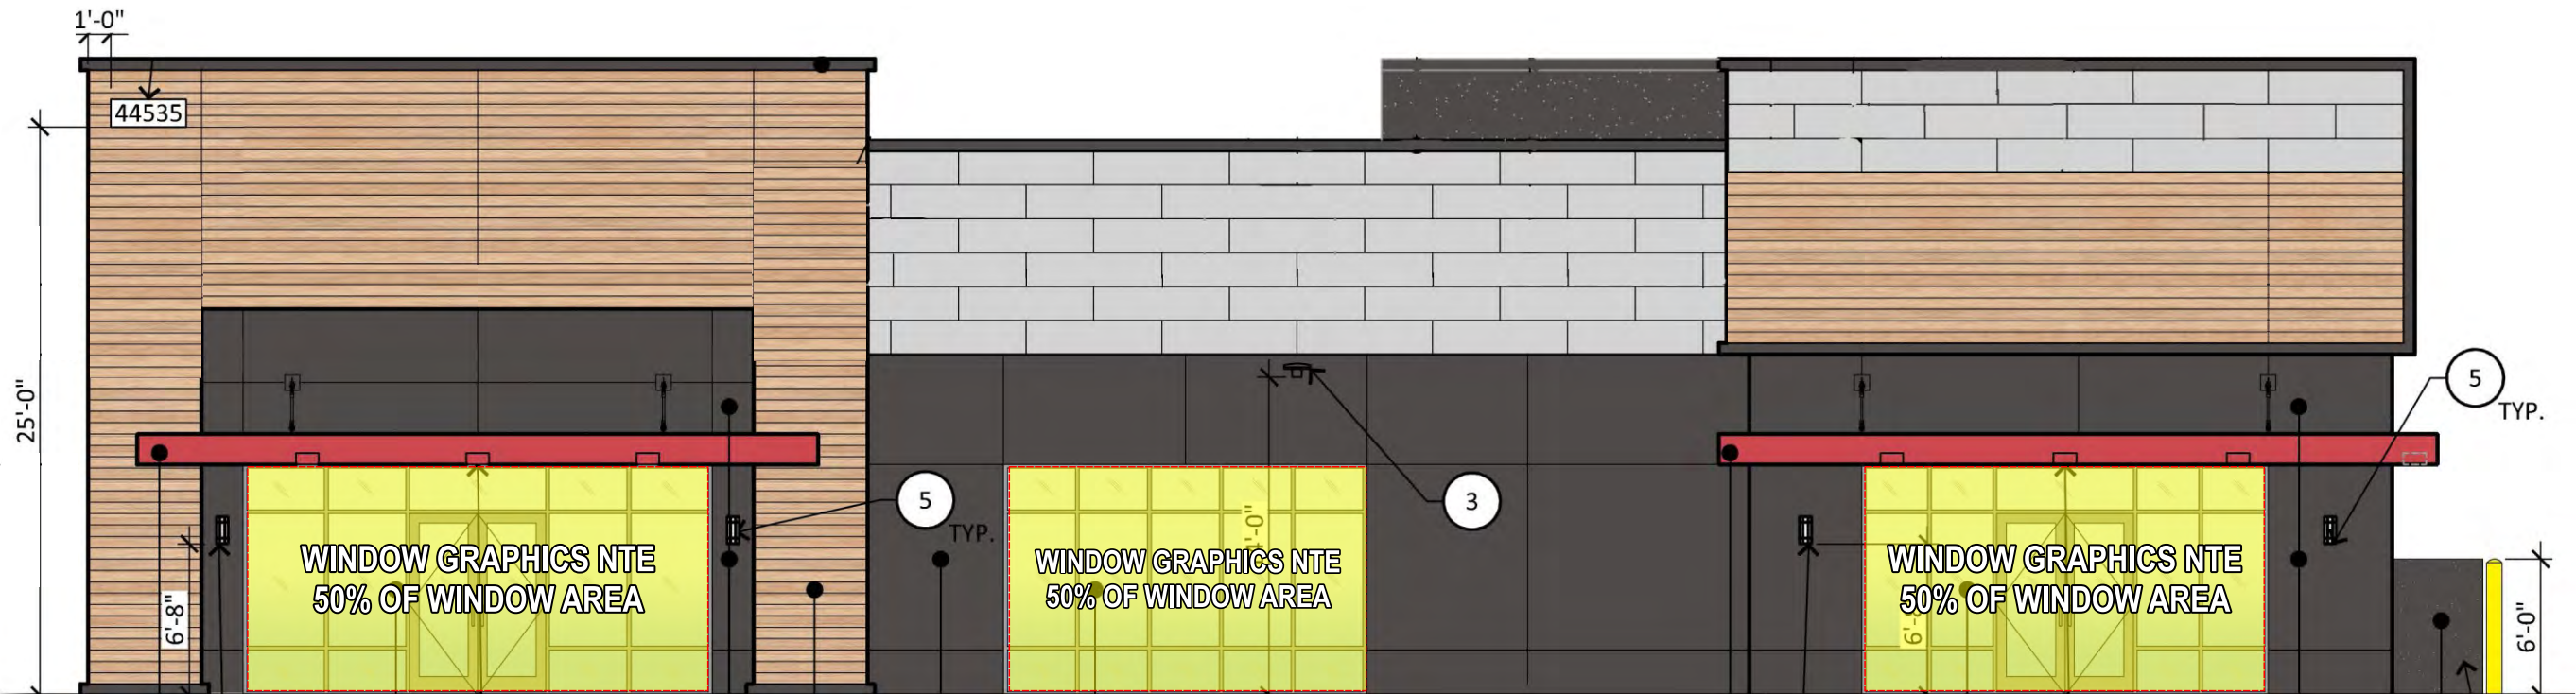 1'-0"
44535
25'-0"
5
TYP.
3
5
TYP.
WINDOW GRAPHICS NTE
50% OF WINDOW AREA
WINDOW GRAPHICS NTE
50% OF WINDOW AREA
WINDOW GRAPHICS NTE
50% OF WINDOW AREA
6'-8"
6'-0"